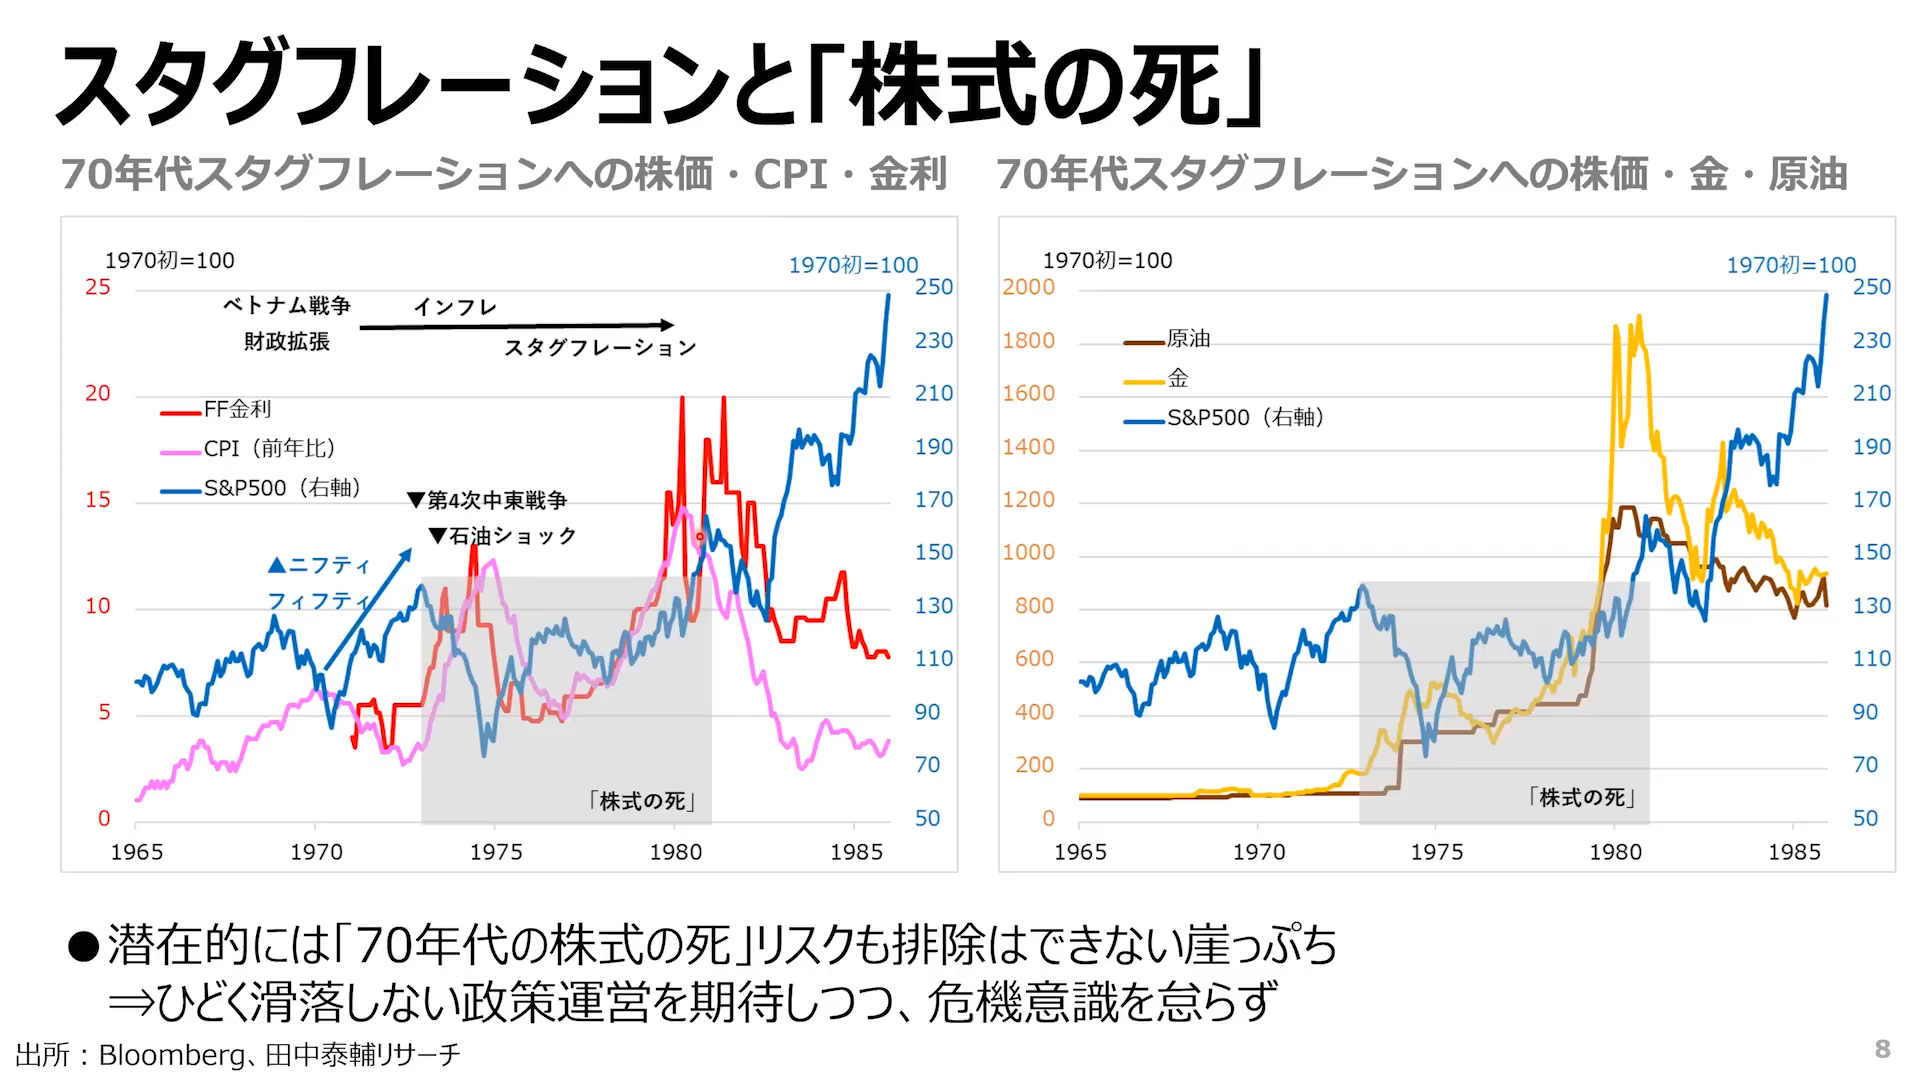 スタグフレーションと「株式の死」
70年代スタグフレーションへの株価・CPI・金利
1970初=100
1970初=100
25
20
15
10
5
0
250
230
210
190
170
150
130
110
90
70
50
ベトナム戦争
財政拡張
インフレ
スタグフレーション
FF金利
CPI（前年比）
S&P500（右軸）
▼第4次中東戦争
▼石油ショック
▲ニフティ
フィフティ
「株式の死」
1965
1970
1975
1980
1985
70年代スタグフレーションへの株価・金・原油
1970初=100
1970初=100
2000
1800
1600
1400
1200
1000
800
600
400
200
0
250
230
210
190
170
150
130
110
90
70
50
原油
金
S&P500（右軸）
「株式の死」
1965
1970
1975
1980
1985
●潜在的には「70年代の株式の死」リスクも排除はできない崖っぷち
⇒ひどく滑落しない政策運営を期待しつつ、危機意識を怠らず
出所：Bloomberg、田中泰輔リサーチ
8